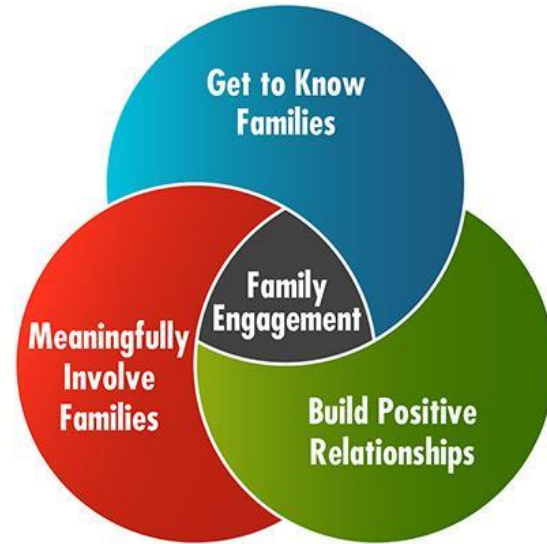 Get to Know
Families
Family
Engagement
Meaningfully
Involve
Families
Build Positive
Relationships